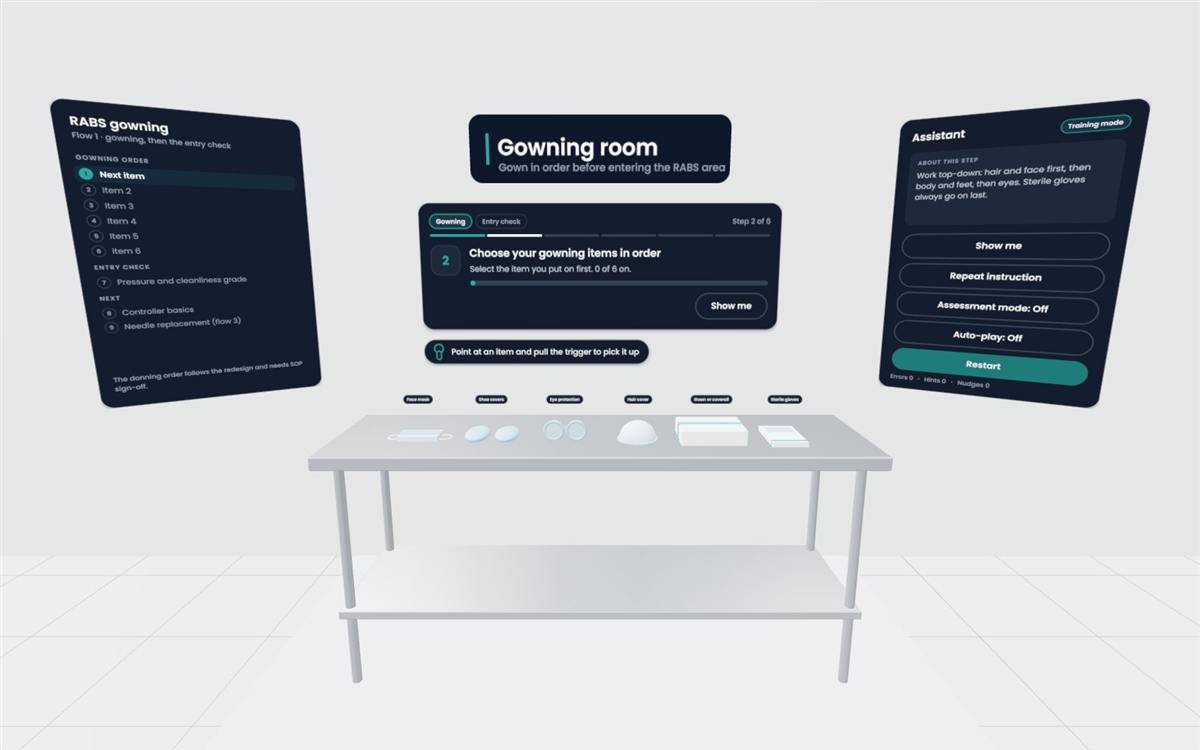 RABS gowning
Flow 1 · gowning, then the entry check
GOWNING ORDER
1 Next item
2 Item 2
3 Item 3
4 Item 4
5 Item 5
6 Item 6
ENTRY CHECK
7 Pressure and cleanliness grade
NEXT
8 Controller basics
9 Needle replacement (flow 3)
The donning order follows the redesign and needs SOP
sign-off.
Gowning room
Gown in order before entering the RABS area
Gowning Entry check Step 2 of 6
2 Choose your gowning items in order
Select the item you put on first. 0 of 6 on.
Show me
Point at an item and pull the trigger to pick it up
Face mask Shoe covers Eye protection Hair cover Gown or coverall Sterile gloves
Assistant Training mode
ABOUT THIS STEP
Work top-down: hair and face first, then
body and feet, then eyes. Sterile gloves
always go on last.
Show me
Repeat instruction
Assessment mode: Off
Auto-play: Off
Restart
Errors 0 · Hints 0 · Nudges 0